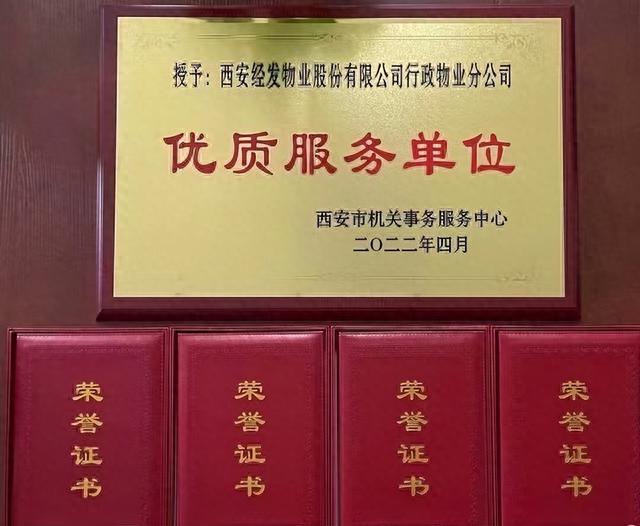 授予：西安经发物业股份有限公司行政物业分公司
优质服务单位
西安市机关事务服务中心
二〇二二年四月
荣誉证书
荣誉证书
荣誉证书
荣誉证书